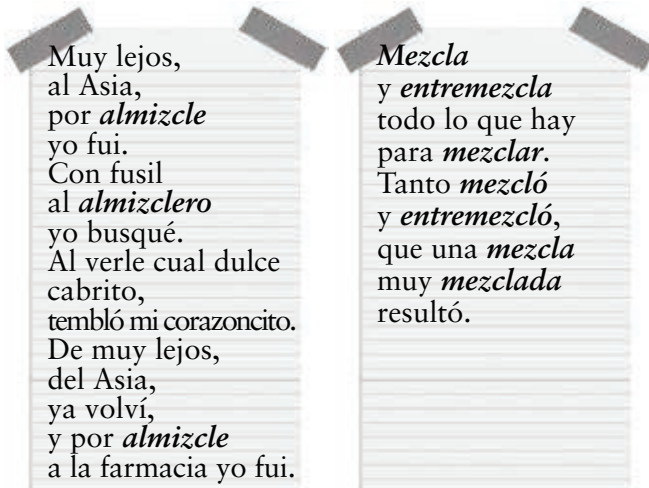 Muy lejos,
al Asia,
por almizcle
yo fui.
Con fusil
al almizclero
yo busqué.
Al verle cual dulce
cabrito,
tembló mi corazoncito.
De muy lejos,
del Asia,
ya volví,
y por almizcle
a la farmacia yo fui.
Mezcla
y entremezcla
todo lo que hay
para mezclar.
Tanto mezcló
y entremezcló,
que una mezcla
muy mezclada
resultó.